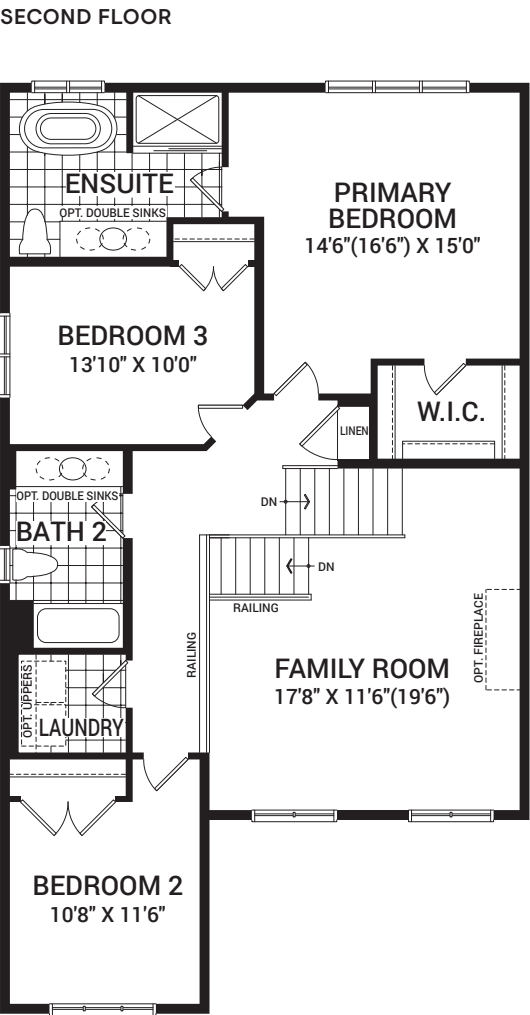 SECOND FLOOR
ENSUITE
OPT. DOUBLE SINKS
PRIMARY
BEDROOM
14'6"(16'6") X 15'0"
BEDROOM 3
13'10" X 10'0"
W.I.C.
LINEN
OPT. DOUBLE SINKS
BATH 2
DN
DN
RAILING
RAILING
OPT. FIREPLACE
FAMILY ROOM
17'8" X 11'6"(19'6")
OPT. UPPERS
LAUNDRY
BEDROOM 2
10'8" X 11'6"